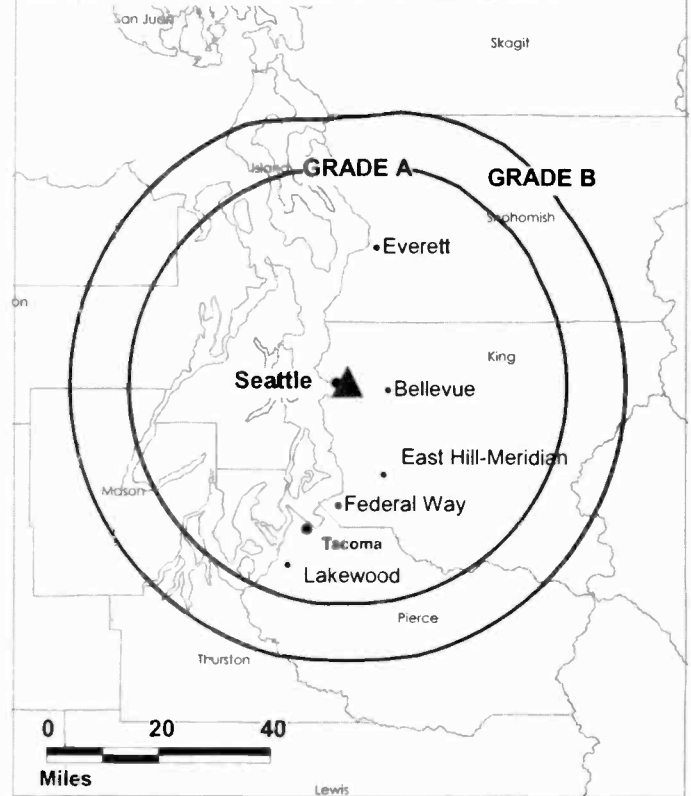 San Juan
Skagit
Island
GRADE A
GRADE B
Snohomish
Everett
on
King
Seattle
Bellevue
East Hill-Meridian
Mason
Federal Way
Tacoma
Lakewood
Pierce
Thurston
0 20 40
Miles
Lewis